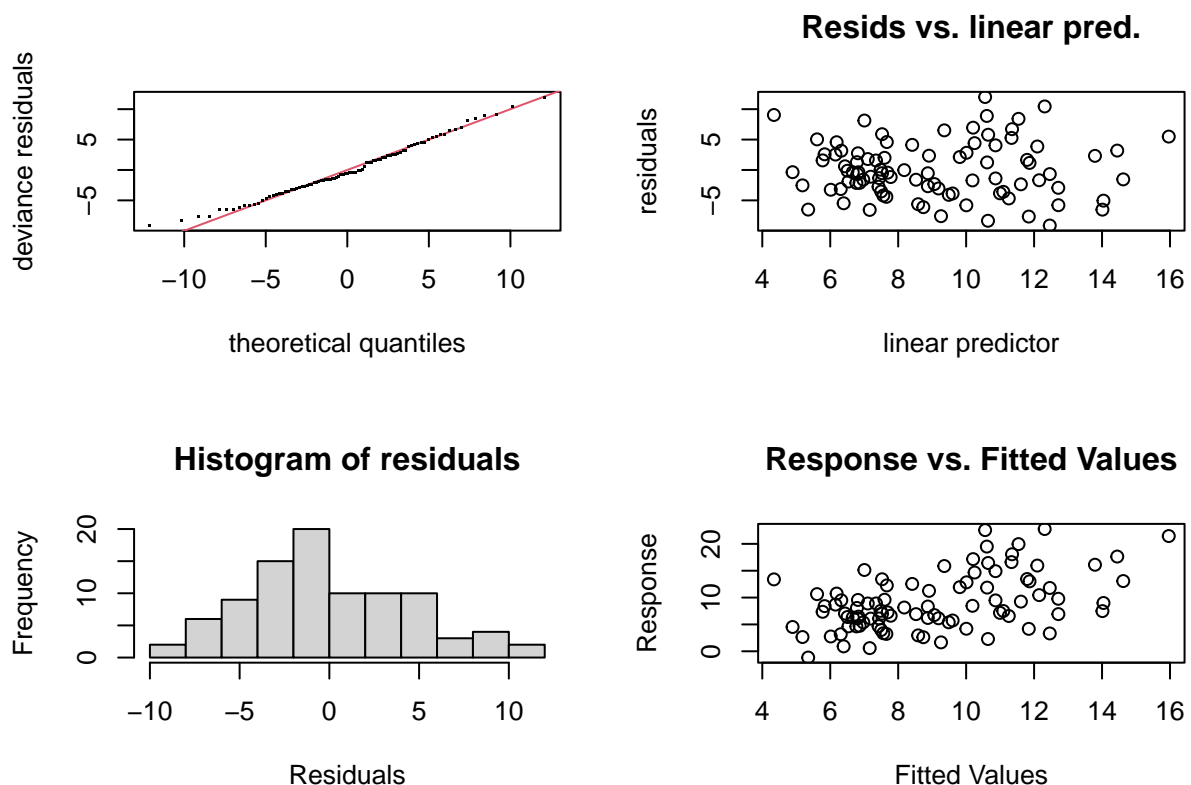 deviance residuals
5
−5
−10 −5 0 5 10
theoretical quantiles
Resids vs. linear pred.
residuals
5
−5
4 6 8 10 12 14 16
linear predictor
Histogram of residuals
Frequency
20
10
0
−10 −5 0 5 10
Residuals
Response vs. Fitted Values
Response
20
10
0
4 6 8 10 12 14 16
Fitted Values